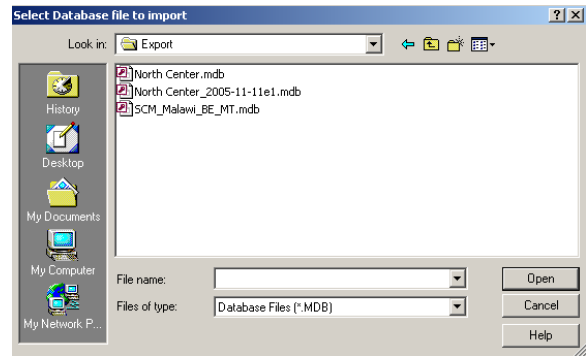 Select Database file to import
Look in: Export
North Center.mdb
North Center_2005-11-11e1.mdb
SCM_Malawi_BE_MT.mdb
History
Desktop
My Documents
My Computer
My Network P...
File name:
Open
Files of type: Database Files (*.MDB)
Cancel
Help